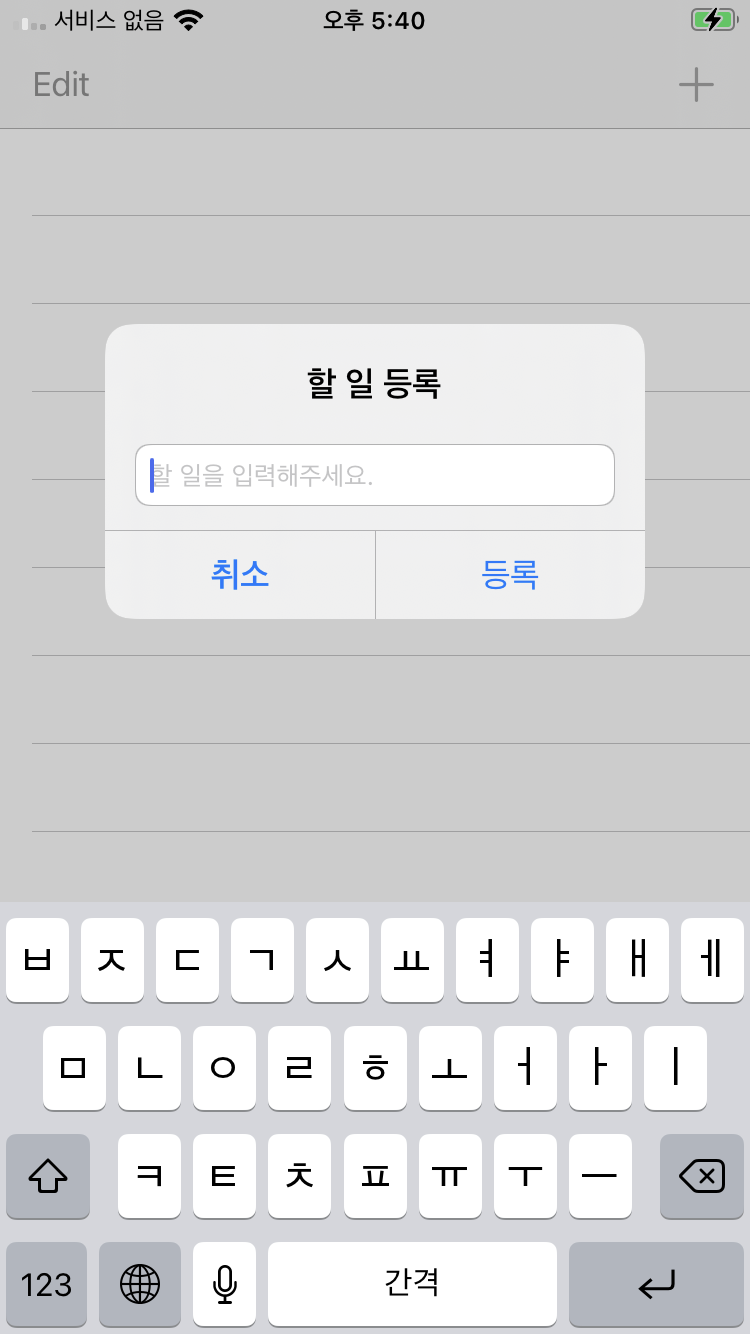 서비스 없음 오후 5:40
Edit
할 일 등록
할 일을 입력해주세요.
취소 등록
ㅂ ㅈ ㄷ ㄱ ㅅ ㅛ ㅕ ㅑ ㅐ ㅔ
ㅁ ㄴ ㅇ ㄹ ㅎ ㅗ ㅓ ㅏ ㅣ
ㅋ ㅌ ㅊ ㅍ ㅠ ㅜ ㅡ
123 간격